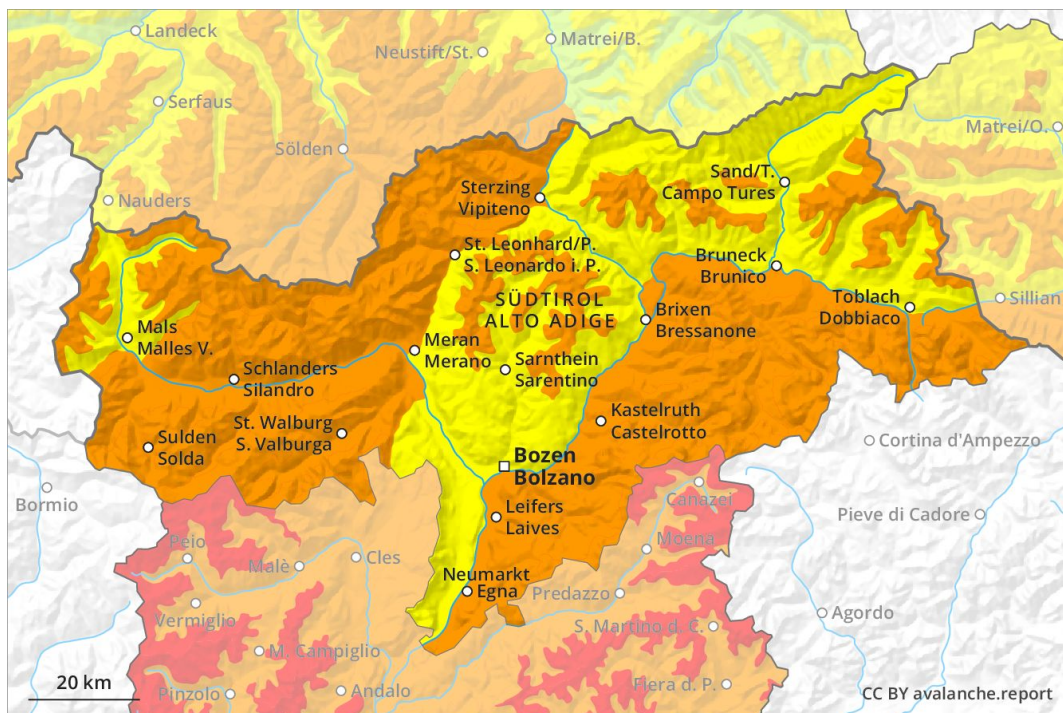 Landeck
Matrei/B.
Neustift/St.
Serfaus
Matrei/O.
Sölden
Sand/T.
Campo Tures
Sterzing
Vipiteno
Nauders
St. Leonhard/P.
S. Leonardo i. P.
Bruneck
Brunico
SÜDTIROL
ALTO ADIGE
Toblach
Dobbiaco
Sillian
Brixen
Bressanone
Mals
Malles V.
Meran
Merano
Sarnthein
Sarentino
Schlanders
Silandro
St. Walburg
S. Valburga
Kastelruth
Castelrotto
Sulden
Solda
Cortina d'Ampezzo
Bozen
Bolzano
Bormio
Canazei
Leifers
Laives
Pieve di Cadore
Peio
Cles
Moena
Malè
Neumarkt
Egna
Predazzo
Vermiglio
Agordo
S. Martino d. C.
M. Campiglio
20 km
Pinzolo
Andalo
Fiera d. P.
CC BY avalanche.report